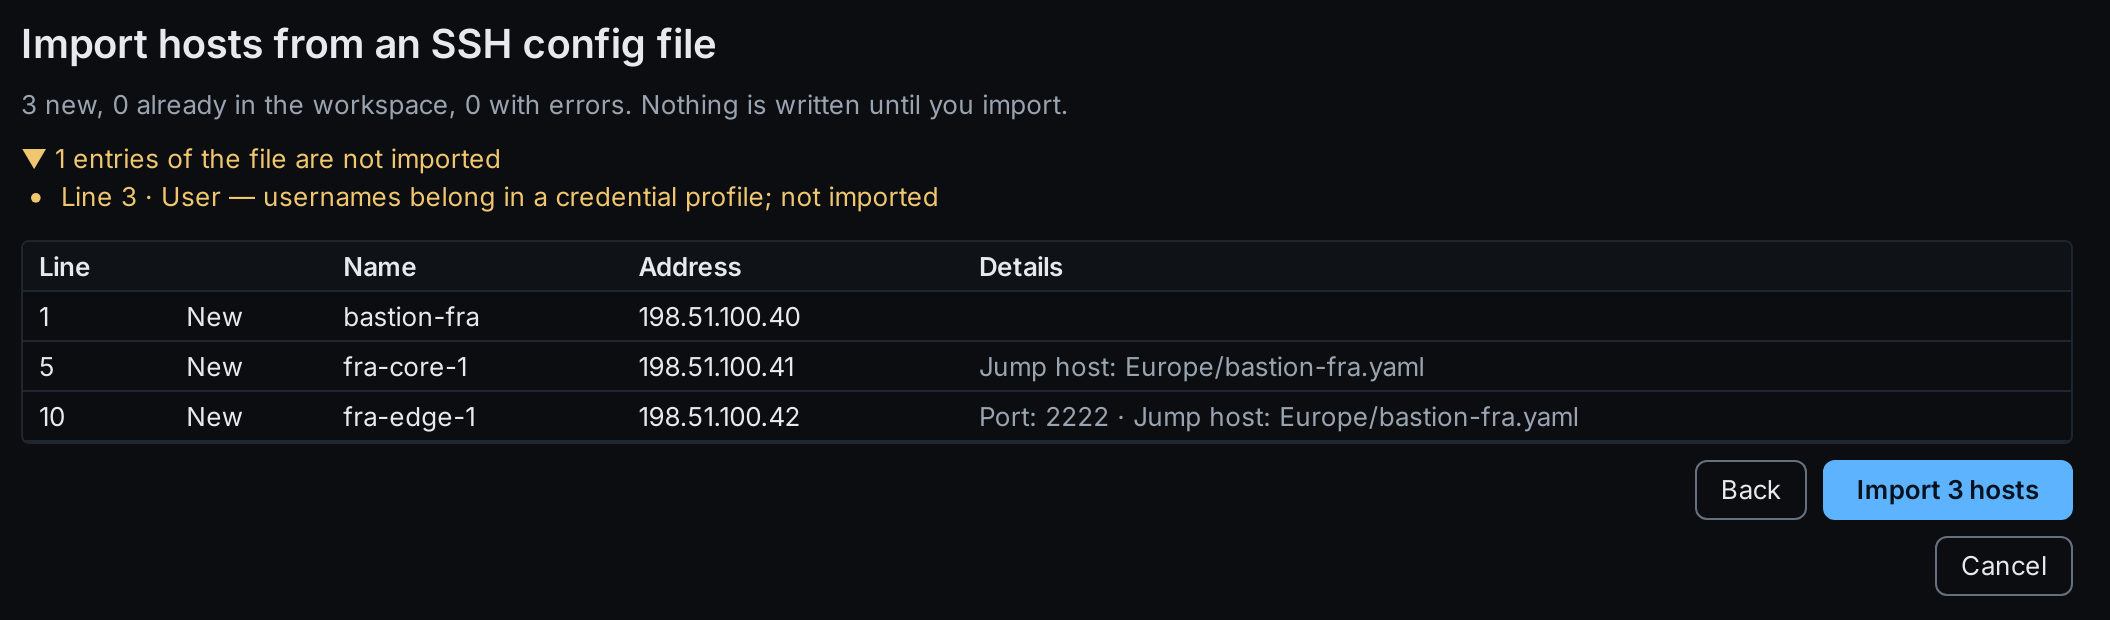 Import hosts from an SSH config file
3 new, 0 already in the workspace, 0 with errors. Nothing is written until you import.
▼ 1 entries of the file are not imported
• Line 3 · User — usernames belong in a credential profile; not imported
Line Name Address Details
1 New bastion-fra 198.51.100.40
5 New fra-core-1 198.51.100.41 Jump host: Europe/bastion-fra.yaml
10 New fra-edge-1 198.51.100.42 Port: 2222 · Jump host: Europe/bastion-fra.yaml
Back Import 3 hosts
Cancel